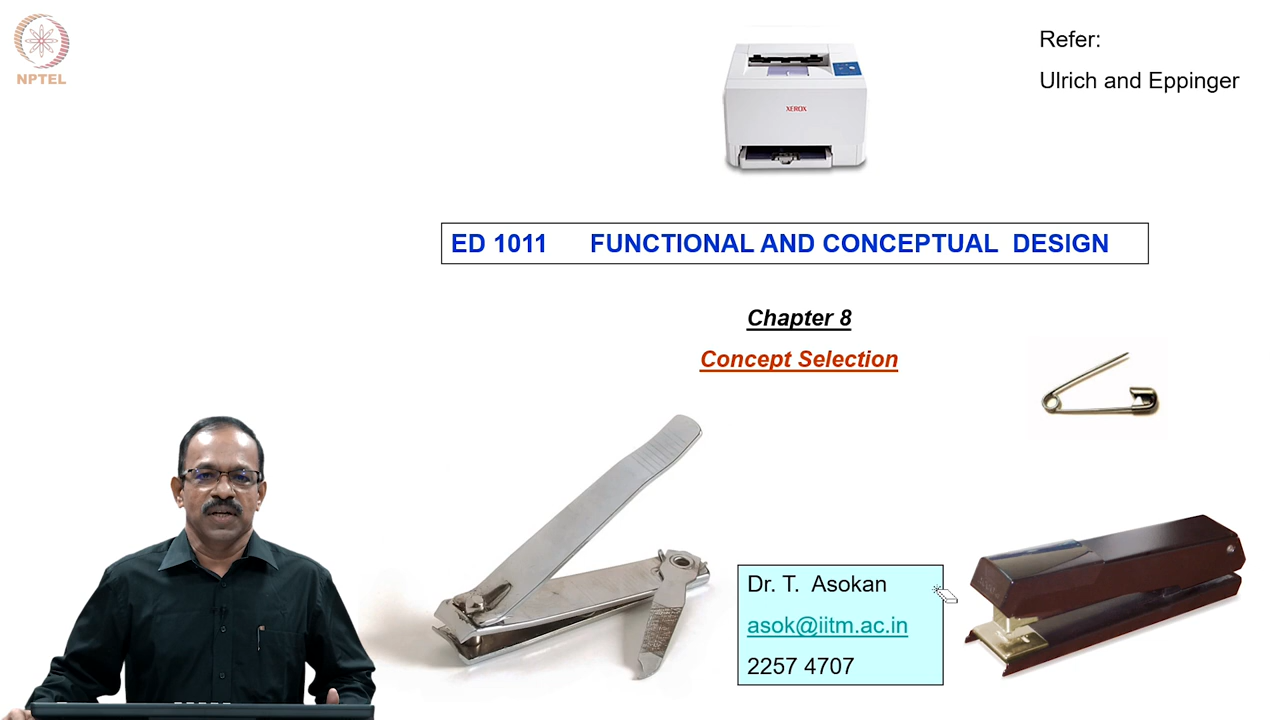 NPTEL
Refer:
Ulrich and Eppinger
XEROX
ED 1011 FUNCTIONAL AND CONCEPTUAL DESIGN
Chapter 8
Concept Selection
Dr. T. Asokan
asok@iitm.ac.in
2257 4707